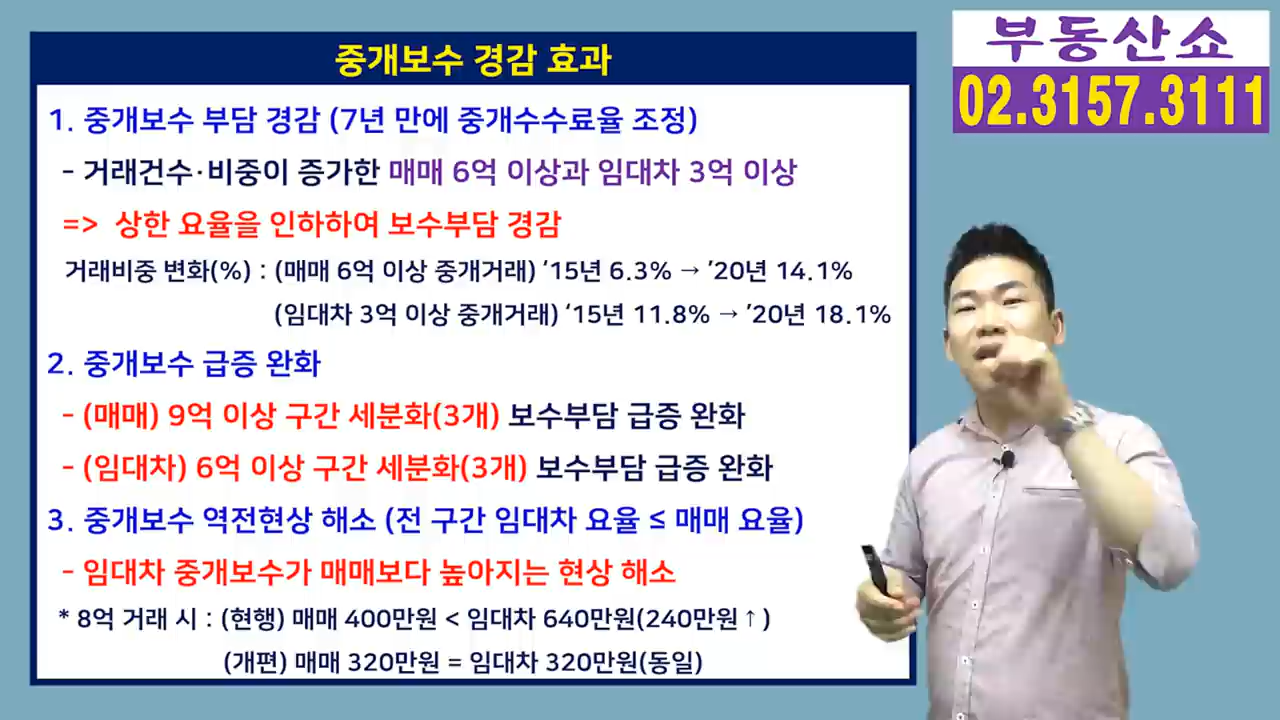 중개보수 경감 효과
1. 중개보수 부담 경감 (7년 만에 중개수수료율 조정)
- 거래건수·비중이 증가한 매매 6억 이상과 임대차 3억 이상
=> 상한 요율을 인하하여 보수부담 경감
거래비중 변화(%) : (매매 6억 이상 중개거래) ’15년 6.3% → ’20년 14.1%
(임대차 3억 이상 중개거래) ‘15년 11.8% → ’20년 18.1%
2. 중개보수 급증 완화
- (매매) 9억 이상 구간 세분화(3개) 보수부담 급증 완화
- (임대차) 6억 이상 구간 세분화(3개) 보수부담 급증 완화
3. 중개보수 역전현상 해소 (전 구간 임대차 요율 ≤ 매매 요율)
- 임대차 중개보수가 매매보다 높아지는 현상 해소
* 8억 거래 시 : (현행) 매매 400만원 < 임대차 640만원(240만원↑)
(개편) 매매 320만원 = 임대차 320만원(동일)
부동산쇼
02.3157.3111